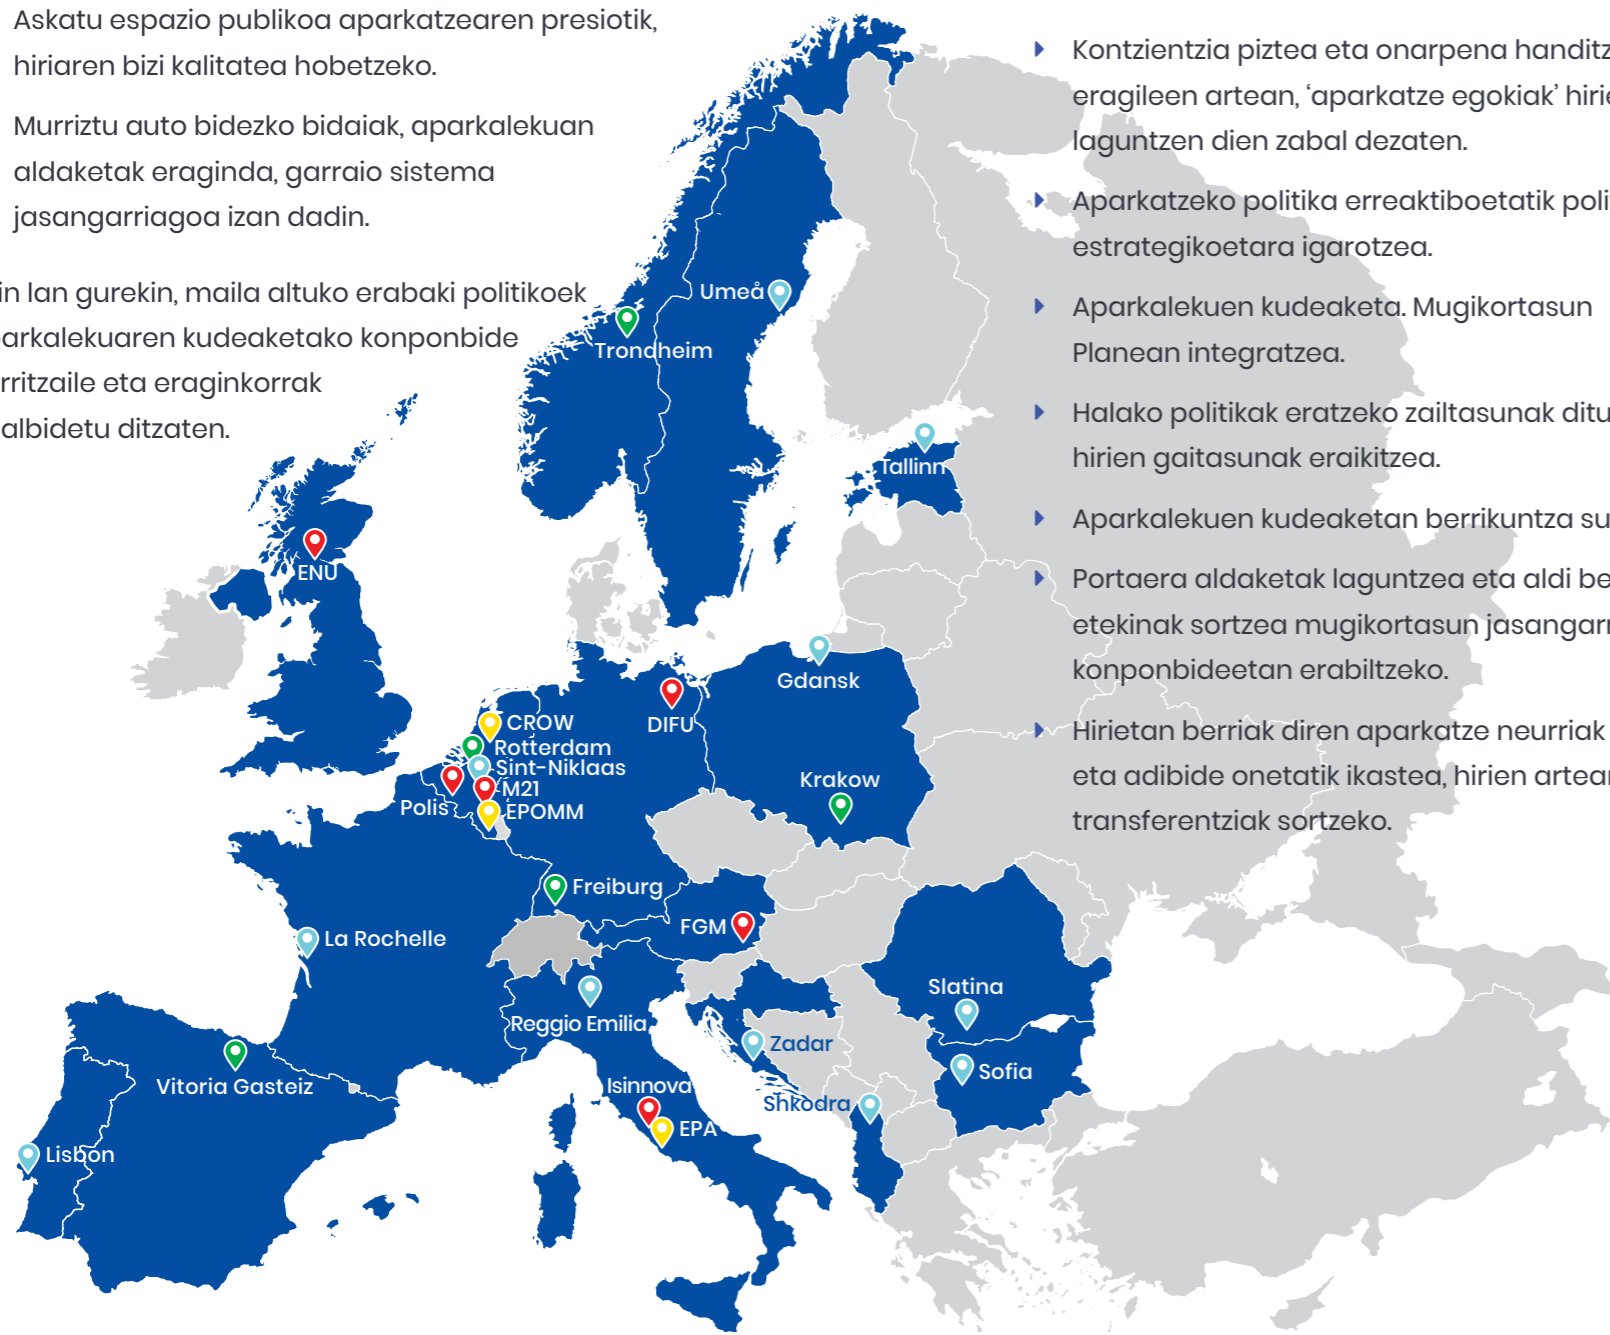 Askatu espazio publikoa aparkatzearen presiotik,
hiriaren bizi kalitatea hobetzeko.
Murriztu auto bidezko bidaiak, aparkalekuan
aldaketak eraginda, garraio sistema
jasangarriagoa izan dadin.
in lan gurekin, maila altuko erabaki politikoek
arkalekuaren kudeaketako konponbide
rritzaile eta eraginkorrak
albidetu ditzaten.
Kontzientzia piztea eta onarpena handitz
eragileen artean, ‘aparkatze egokiak’ hirie
laguntzen dien zabal dezaten.
Aparkatzeko politika erreaktiboetatik poli
estrategikoetara igarotzea.
Aparkalekuen kudeaketa. Mugikortasun
Planean integratzea.
Halako politikak eratzeko zailtasunak ditu
hirien gaitasunak eraikitzea.
Aparkalekuen kudeaketan berrikuntza su
Portaera aldaketak laguntzea eta aldi be
etekinak sortzea mugikortasun jasangarr
konponbideetan erabiltzeko.
Hirietan berriak diren aparkatze neurriak
eta adibide onetatik ikastea, hirien artear
transferentziak sortzeko.
Umeå
Trondheim
Tallinn
ENU
Gdansk
DIFU
CROW
Rotterdam
Sint-Niklaas
M21
Polis
EPOMM
Krakow
Freiburg
FGM
La Rochelle
Slatina
Reggio Emilia
Zadar
Sofia
Vitoria Gasteiz
Isinnova
Shkodra
EPA
Lisbon